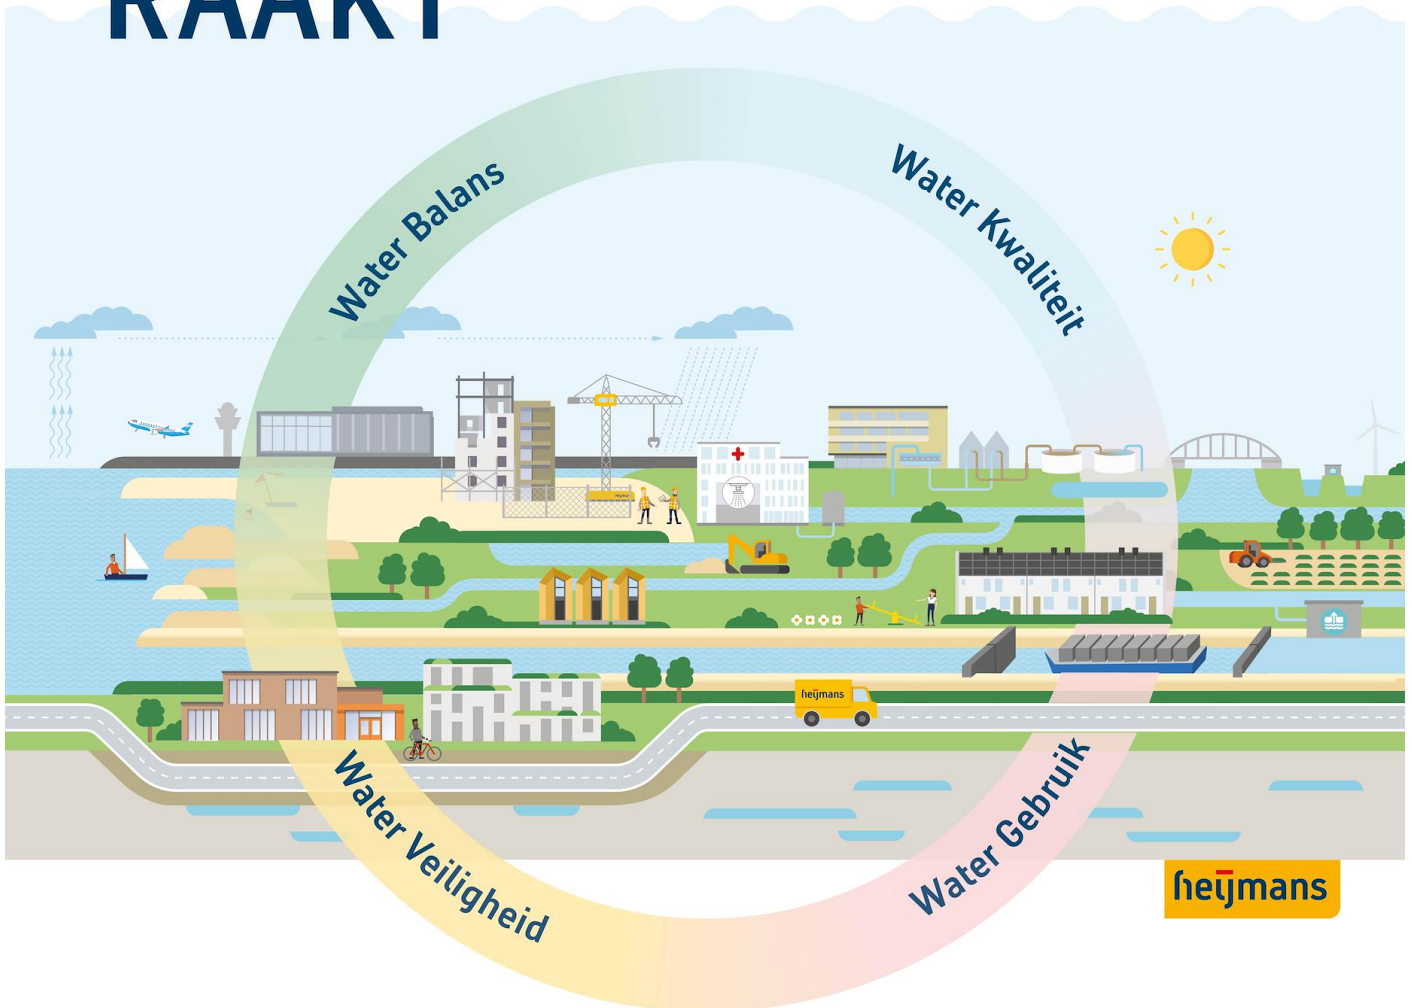 RAAKT
Water Balans
Water Kwaliteit
heijmans
Water Veiligheid
Water Gebruik
heijmans